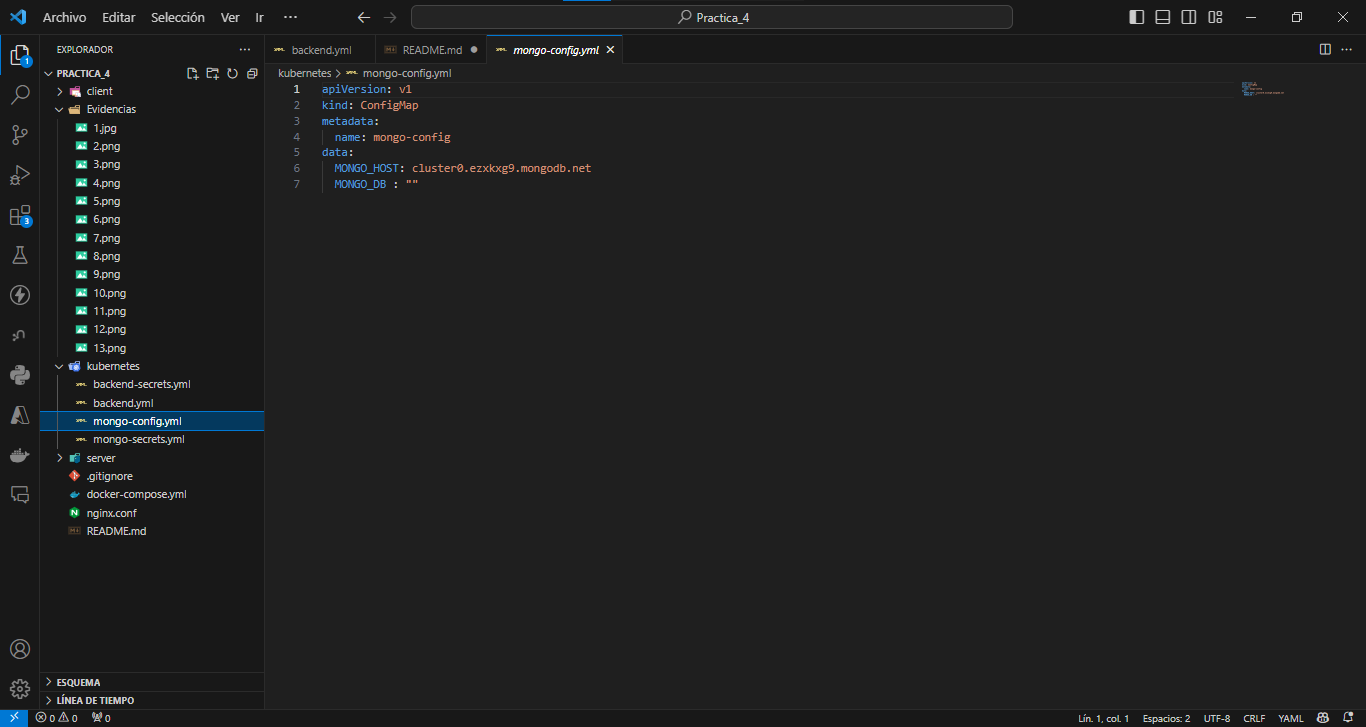 Archivo Editar Selección Ver Ir ··· Practica_4
EXPLORADOR ···
PRACTICA_4
client
Evidencias
1.jpg
2.png
3.png
4.png
5.png
6.png
7.png
8.png
9.png
10.png
11.png
12.png
13.png
kubernetes
backend-secrets.yml
backend.yml
mongo-config.yml
mongo-secrets.yml
server
.gitignore
docker-compose.yml
nginx.conf
README.md
ESQUEMA
LÍNEA DE TIEMPO
1
3
backend.yml README.md mongo-config.yml
kubernetes > mongo-config.yml
1 apiVersion: v1
2 kind: ConfigMap
3 metadata:
4 name: mongo-config
5 data:
6 MONGO_HOST: cluster0.ezxkxg9.mongodb.net
7 MONGO_DB : ""
0 0 0 Lín. 1, col. 1 Espacios: 2 UTF-8 CRLF YAML